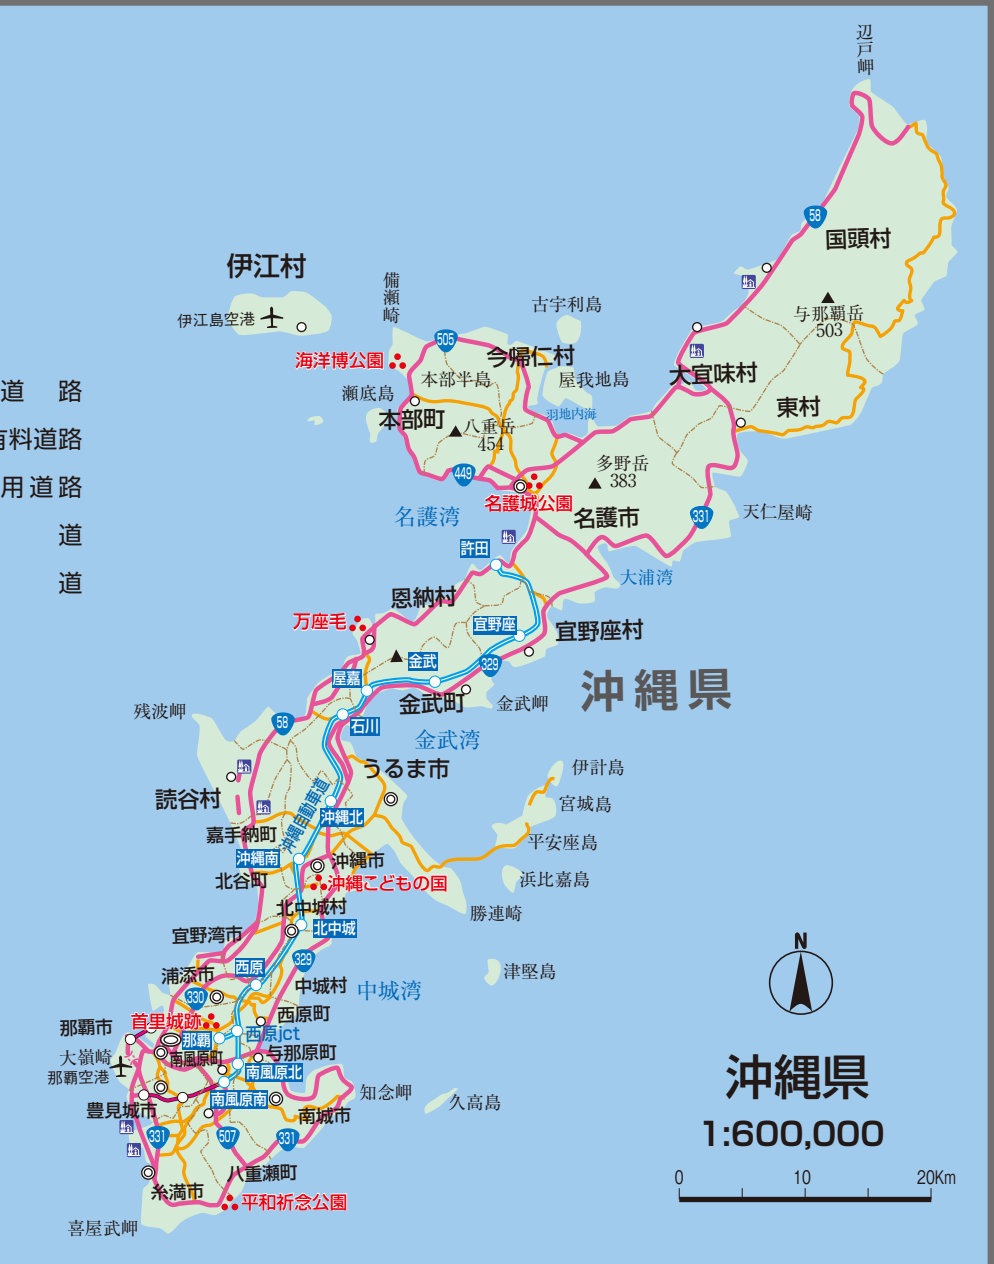 辺戸岬
58
国頭村
伊江村
備瀬崎
古宇利島
与那覇岳
503
伊江島空港
505
今帰仁村
海洋博公園
本部半島
屋我地島
大宜味村
道路
瀬底島
羽地内海
東村
本部町
八重岳
454
有料道路
449
多野岳
383
用道路
名護城公園
名護湾
名護市
331
天仁屋崎
道
許田
大浦湾
道
恩納村
万座毛
宜野座
宜野座村
金武
329
屋嘉
沖縄県
金武町
金武岬
残波岬
58
石川
金武湾
うるま市
伊計島
沖縄自動車道
読谷村
宮城島
沖縄北
嘉手納町
平安座島
沖縄南
沖縄市
北谷町
沖縄こどもの国
浜比嘉島
北中城村
勝連崎
北中城
宜野湾市
329
西原
津堅島
N
浦添市
330
中城村
中城湾
西原町
首里城跡
那覇市
那覇
西原jct
大嶺崎
南風原町
与那原町
那覇空港
南風原北
沖縄県
知念岬
南風原南
久高島
豊見城市
南城市
1:600,000
331
507
331
八重瀬町
0
10
20Km
糸満市
平和祈念公園
喜屋武岬